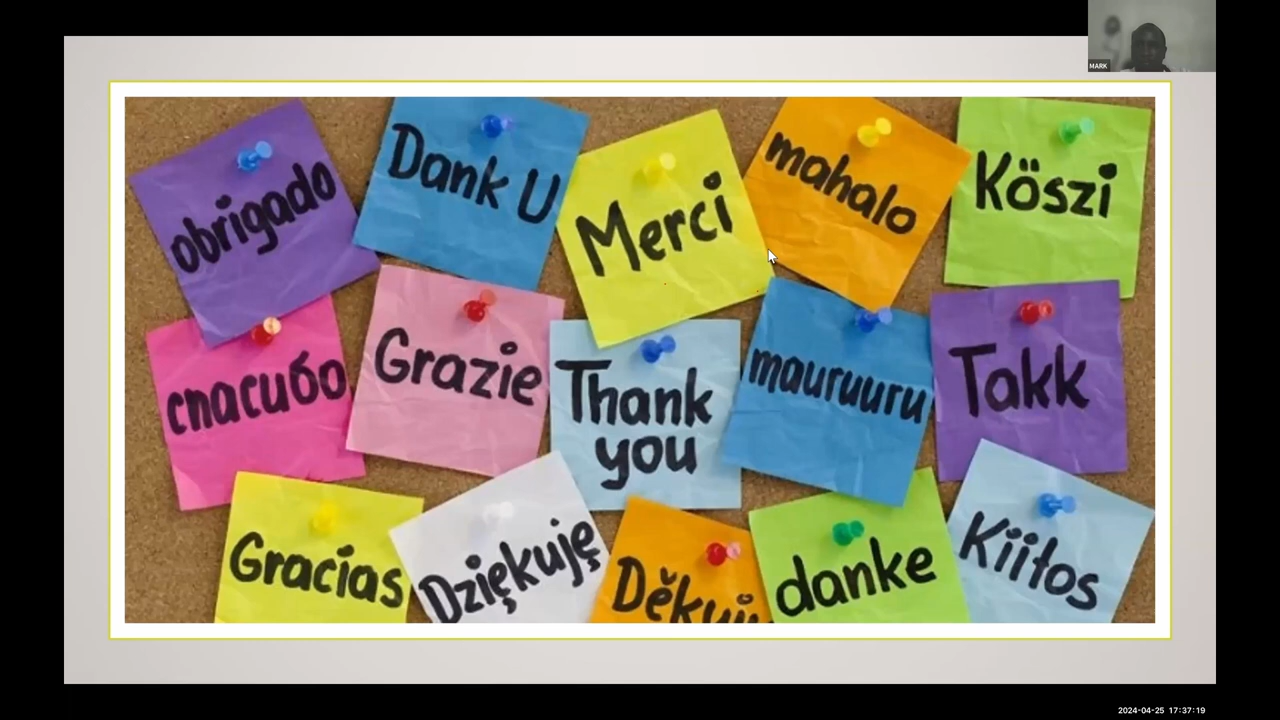 MARK
obrigado
Dank U
Merci
mahalo
Köszi
спасибо
Grazie
Thank
you
mauruuru
Takk
Gracias
Dziękuję
Děkuji
danke
Kiitos
2024-04-25 17:37:19